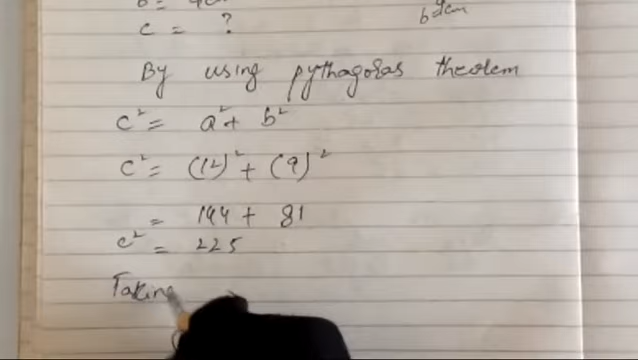 c = ?
By using pythagoras theorem
c² = a² + b²
c² = (12)² + (9)²
= 144 + 81
c² = 225
Taking